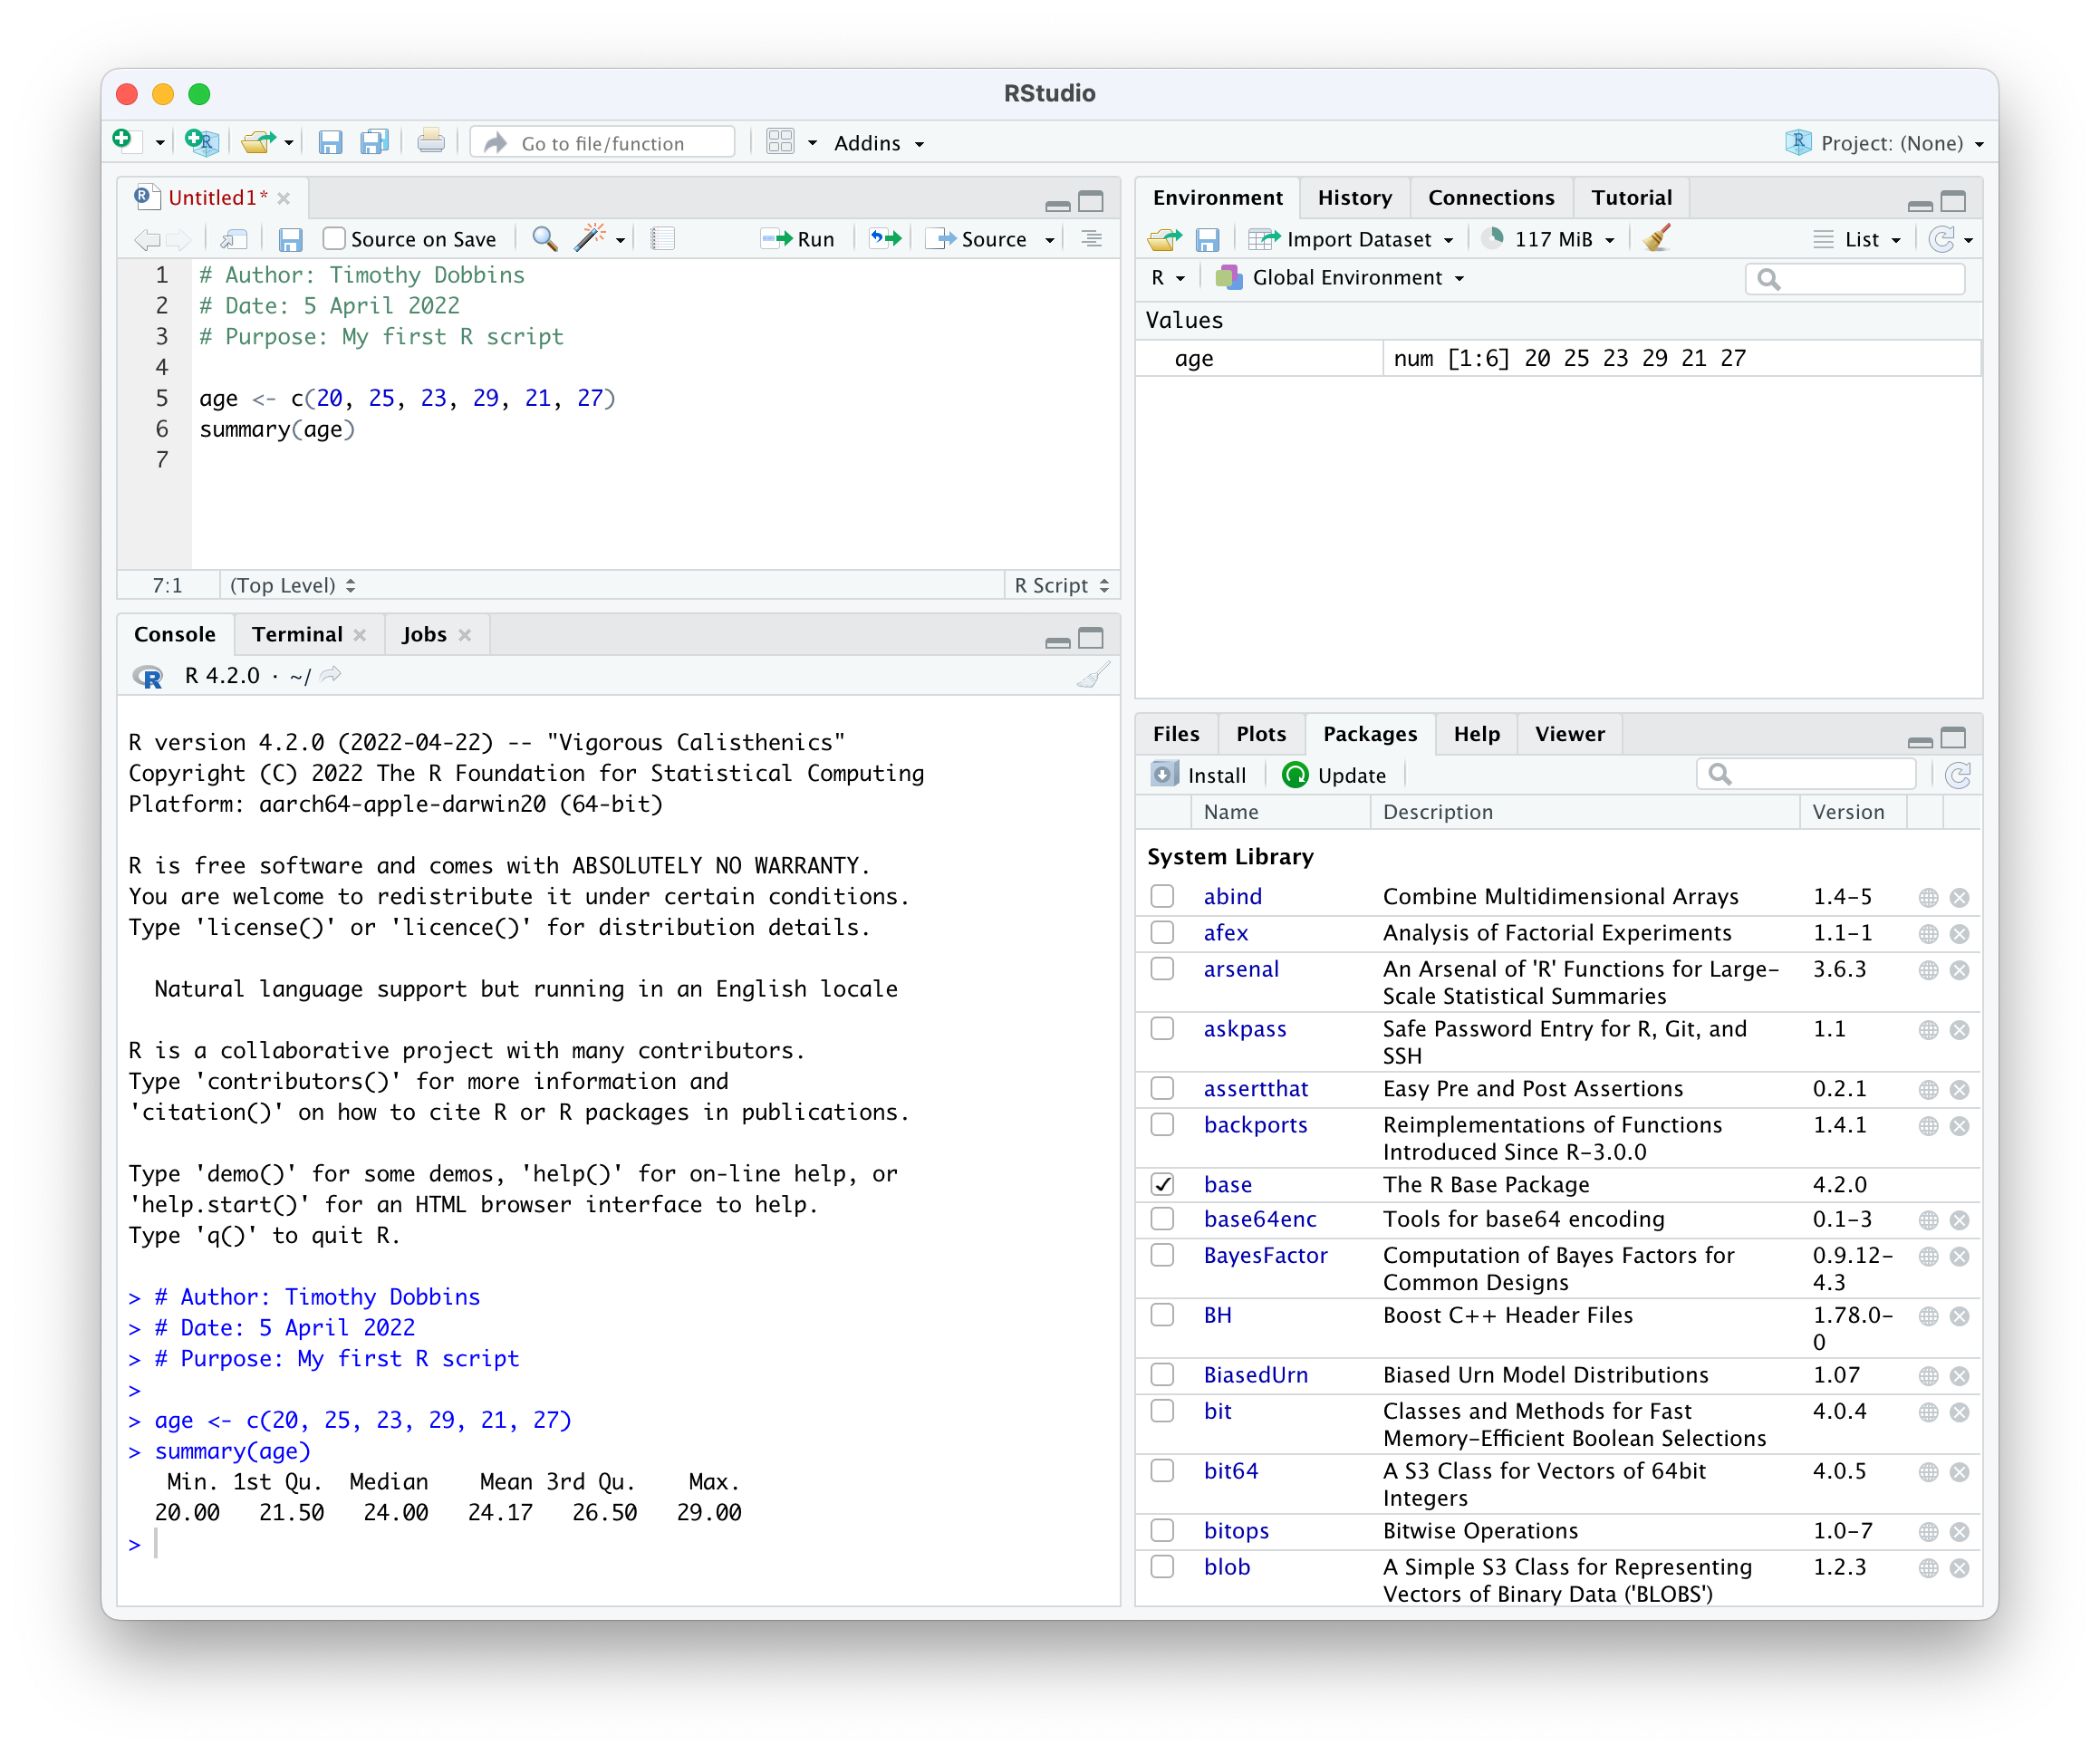 RStudio
Go to file/function
Addins
Project: (None)
Untitled1*
Source on Save
Run
Source
1 # Author: Timothy Dobbins
2 # Date: 5 April 2022
3 # Purpose: My first R script
4
5 age <- c(20, 25, 23, 29, 21, 27)
6 summary(age)
7
7:1 (Top Level) R Script
Console Terminal Jobs
R 4.2.0 · ~/
R version 4.2.0 (2022-04-22) -- "Vigorous Calisthenics"
Copyright (C) 2022 The R Foundation for Statistical Computing
Platform: aarch64-apple-darwin20 (64-bit)
R is free software and comes with ABSOLUTELY NO WARRANTY.
You are welcome to redistribute it under certain conditions.
Type 'license()' or 'licence()' for distribution details.
Natural language support but running in an English locale
R is a collaborative project with many contributors.
Type 'contributors()' for more information and
'citation()' on how to cite R or R packages in publications.
Type 'demo()' for some demos, 'help()' for on-line help, or
'help.start()' for an HTML browser interface to help.
Type 'q()' to quit R.
> # Author: Timothy Dobbins
> # Date: 5 April 2022
> # Purpose: My first R script
>
> age <- c(20, 25, 23, 29, 21, 27)
> summary(age)
Min. 1st Qu. Median Mean 3rd Qu. Max.
20.00 21.50 24.00 24.17 26.50 29.00
>
Environment History Connections Tutorial
Import Dataset 117 MiB List
R Global Environment
Values
age num [1:6] 20 25 23 29 21 27
Files Plots Packages Help Viewer
Install Update
Name Description Version
System Library
abind Combine Multidimensional Arrays 1.4-5
afex Analysis of Factorial Experiments 1.1-1
arsenal An Arsenal of 'R' Functions for Large- 3.6.3
Scale Statistical Summaries
askpass Safe Password Entry for R, Git, and 1.1
SSH
assertthat Easy Pre and Post Assertions 0.2.1
backports Reimplementations of Functions 1.4.1
Introduced Since R-3.0.0
base The R Base Package 4.2.0
base64enc Tools for base64 encoding 0.1-3
BayesFactor Computation of Bayes Factors for 0.9.12-
Common Designs 4.3
BH Boost C++ Header Files 1.78.0-
0
BiasedUrn Biased Urn Model Distributions 1.07
bit Classes and Methods for Fast 4.0.4
Memory-Efficient Boolean Selections
bit64 A S3 Class for Vectors of 64bit 4.0.5
Integers
bitops Bitwise Operations 1.0-7
blob A Simple S3 Class for Representing 1.2.3
Vectors of Binary Data ('BLOBS')